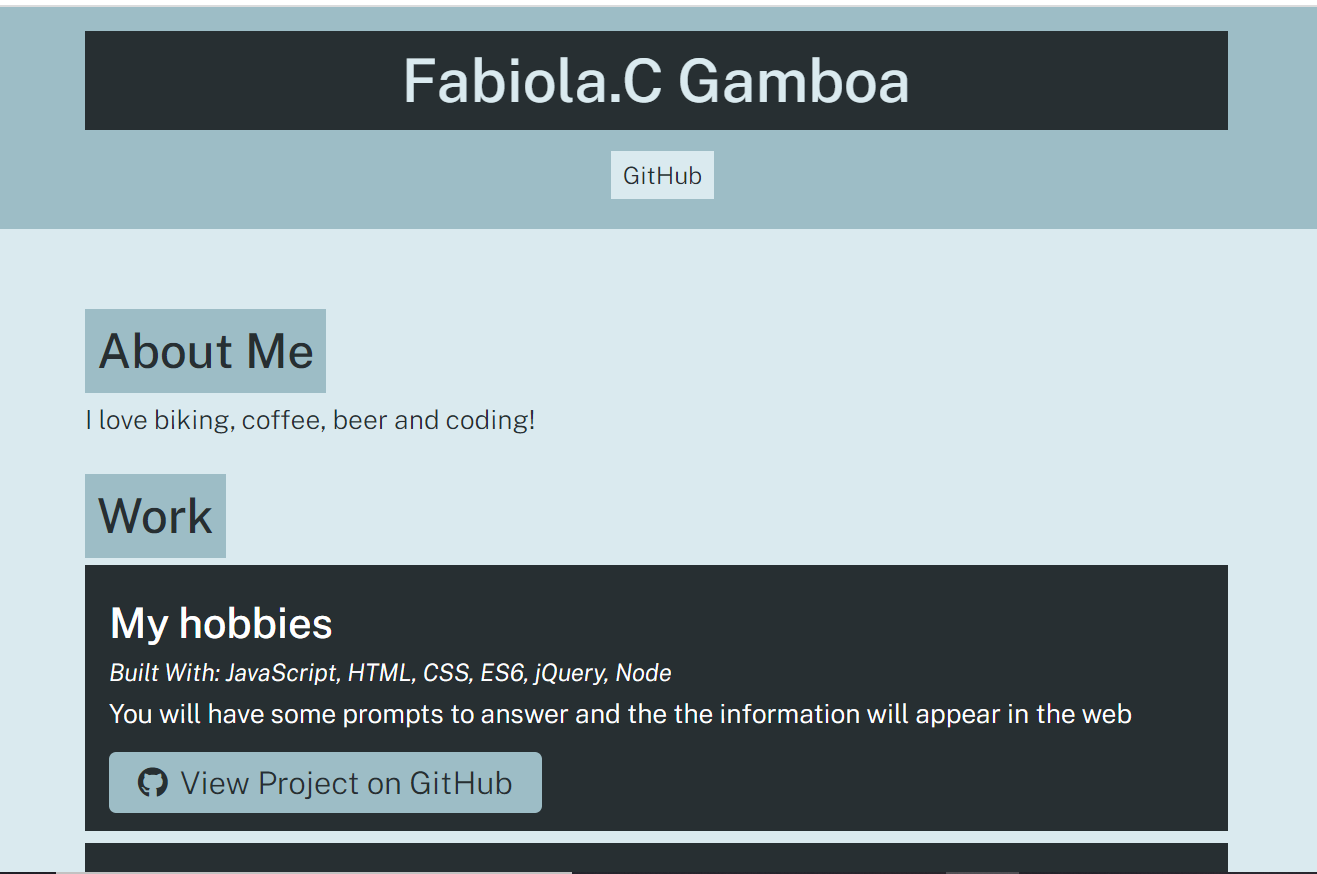 Fabiola.C Gamboa
GitHub
About Me
I love biking, coffee, beer and coding!
Work
My hobbies
Built With: JavaScript, HTML, CSS, ES6, jQuery, Node
You will have some prompts to answer and the the information will appear in the web
View Project on GitHub